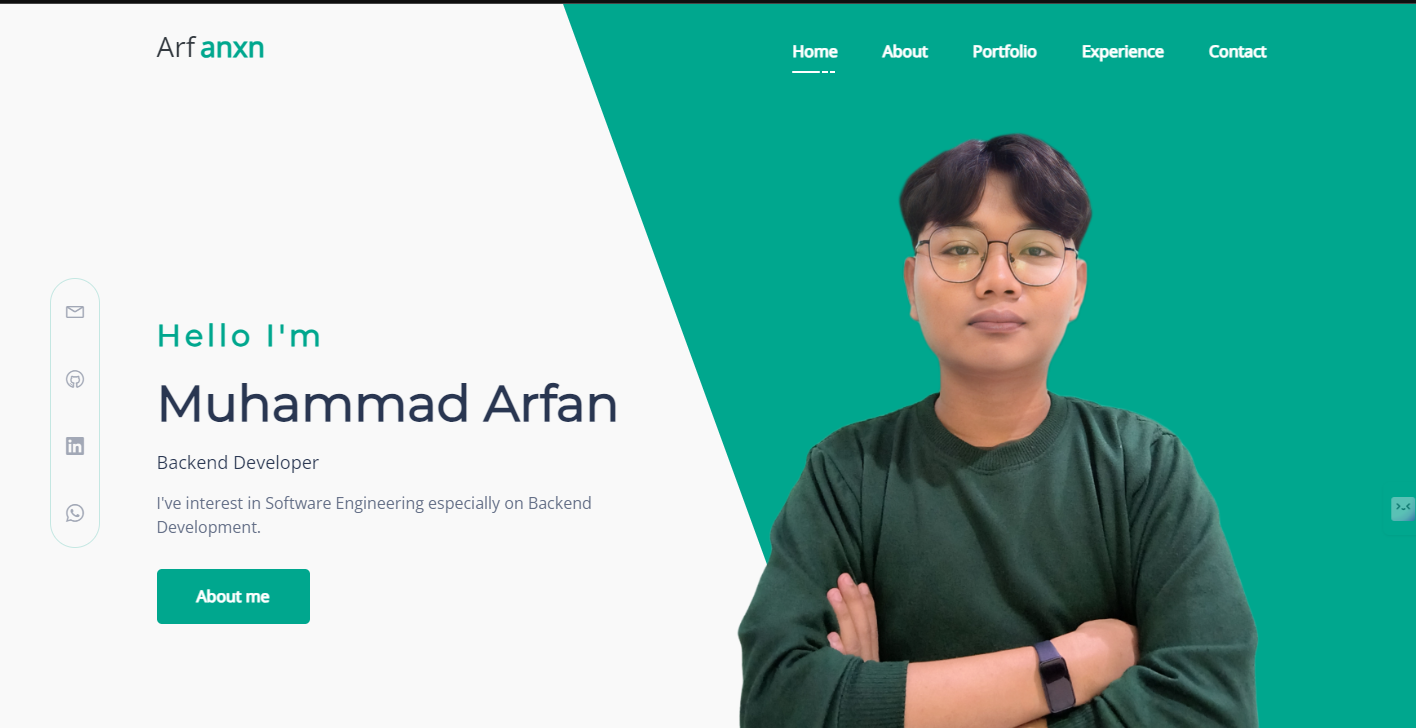 Arf anxn
Home About Portfolio Experience Contact
Hello I'm
Muhammad Arfan
Backend Developer
I've interest in Software Engineering especially on Backend
Development.
About me